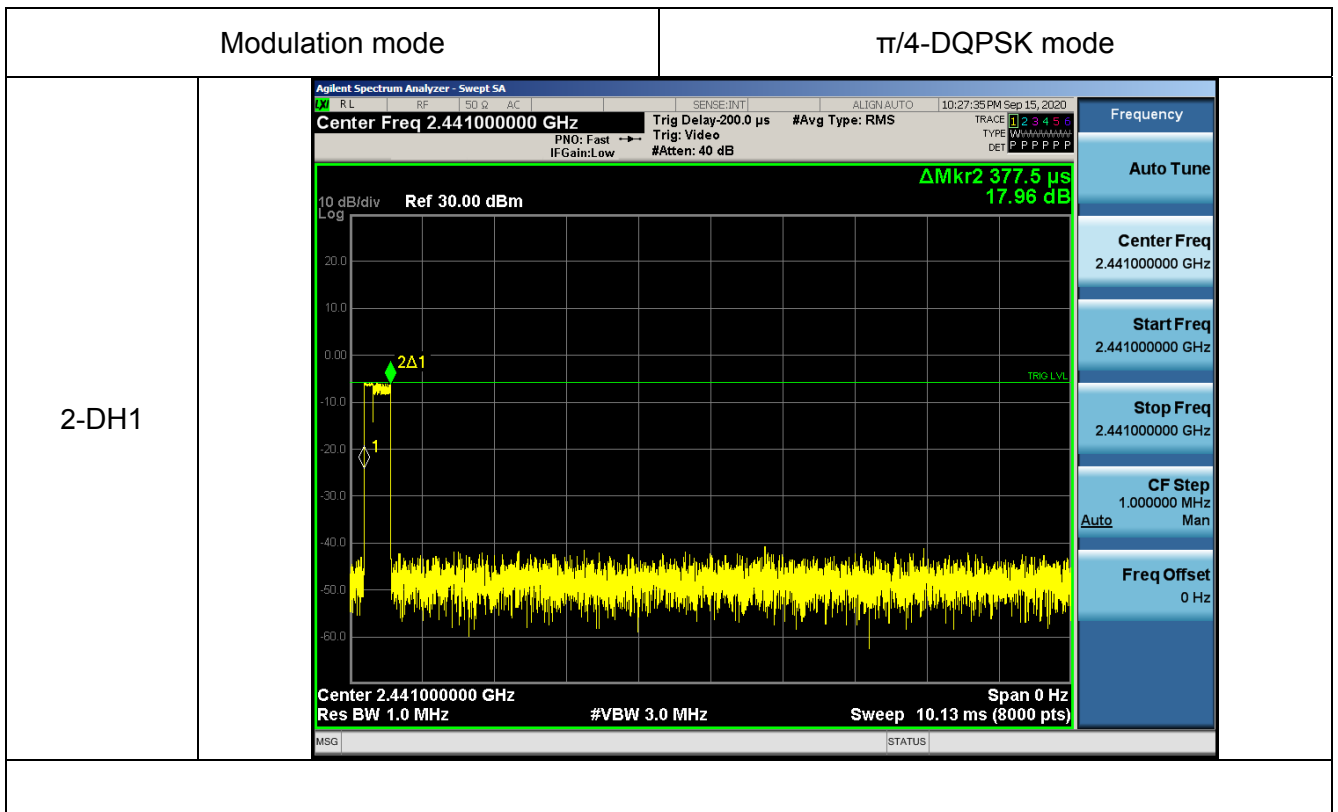 Modulation mode
π/4-DQPSK mode
2-DH1
Agilent Spectrum Analyzer - Swept SA
LXI RL RF 50 Ω AC SENSE:INT ALIGN AUTO 10:27:35 PM Sep 15, 2020
Center Freq 2.441000000 GHz
PNO: Fast
IFGain:Low
Trig Delay-200.0 µs
Trig: Video
#Atten: 40 dB
#Avg Type: RMS
TRACE 1 2 3 4 5 6
TYPE WWWWWW
DET P P P P P P
ΔMkr2 377.5 µs
17.96 dB
10 dB/div Ref 30.00 dBm
Log
20.0
10.0
0.00
-10.0
-20.0
-30.0
-40.0
-50.0
-60.0
2Δ1
TRIG LVL
1
Center 2.441000000 GHz Span 0 Hz
Res BW 1.0 MHz #VBW 3.0 MHz Sweep 10.13 ms (8000 pts)
MSG STATUS
Frequency
Auto Tune
Center Freq
2.441000000 GHz
Start Freq
2.441000000 GHz
Stop Freq
2.441000000 GHz
CF Step
1.000000 MHz
Auto Man
Freq Offset
0 Hz